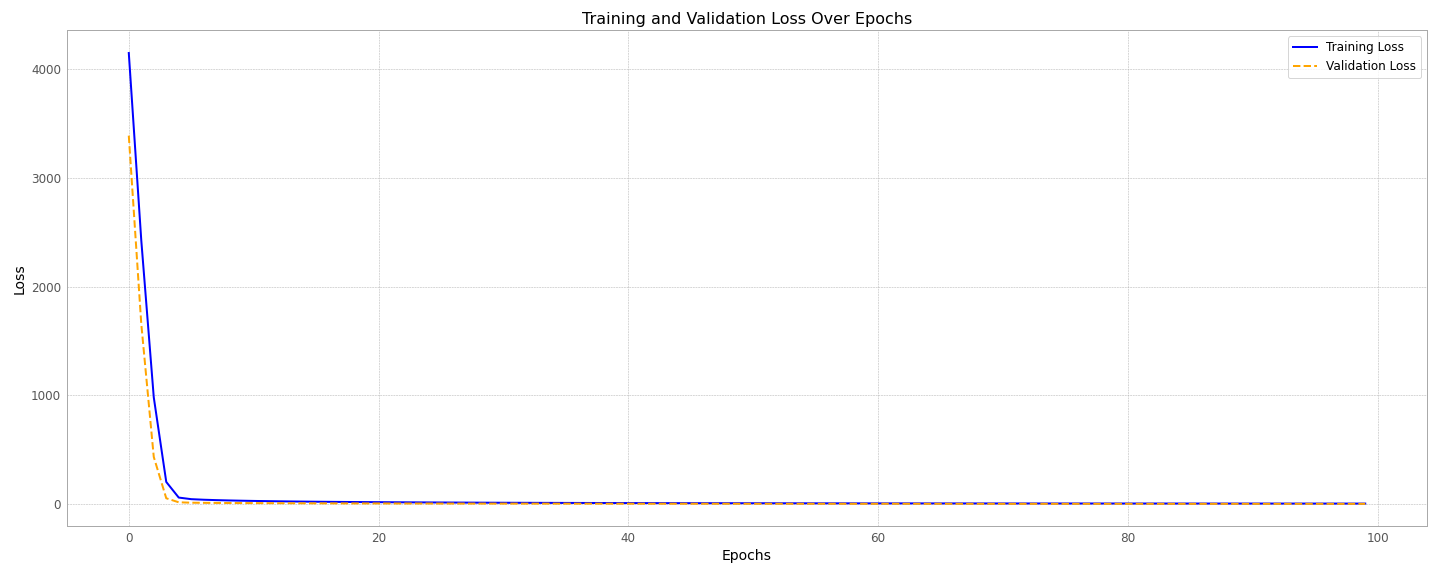 Training and Validation Loss Over Epochs
Training Loss
Validation Loss
4000
3000
2000
1000
0
Loss
0 20 40 60 80 100
Epochs